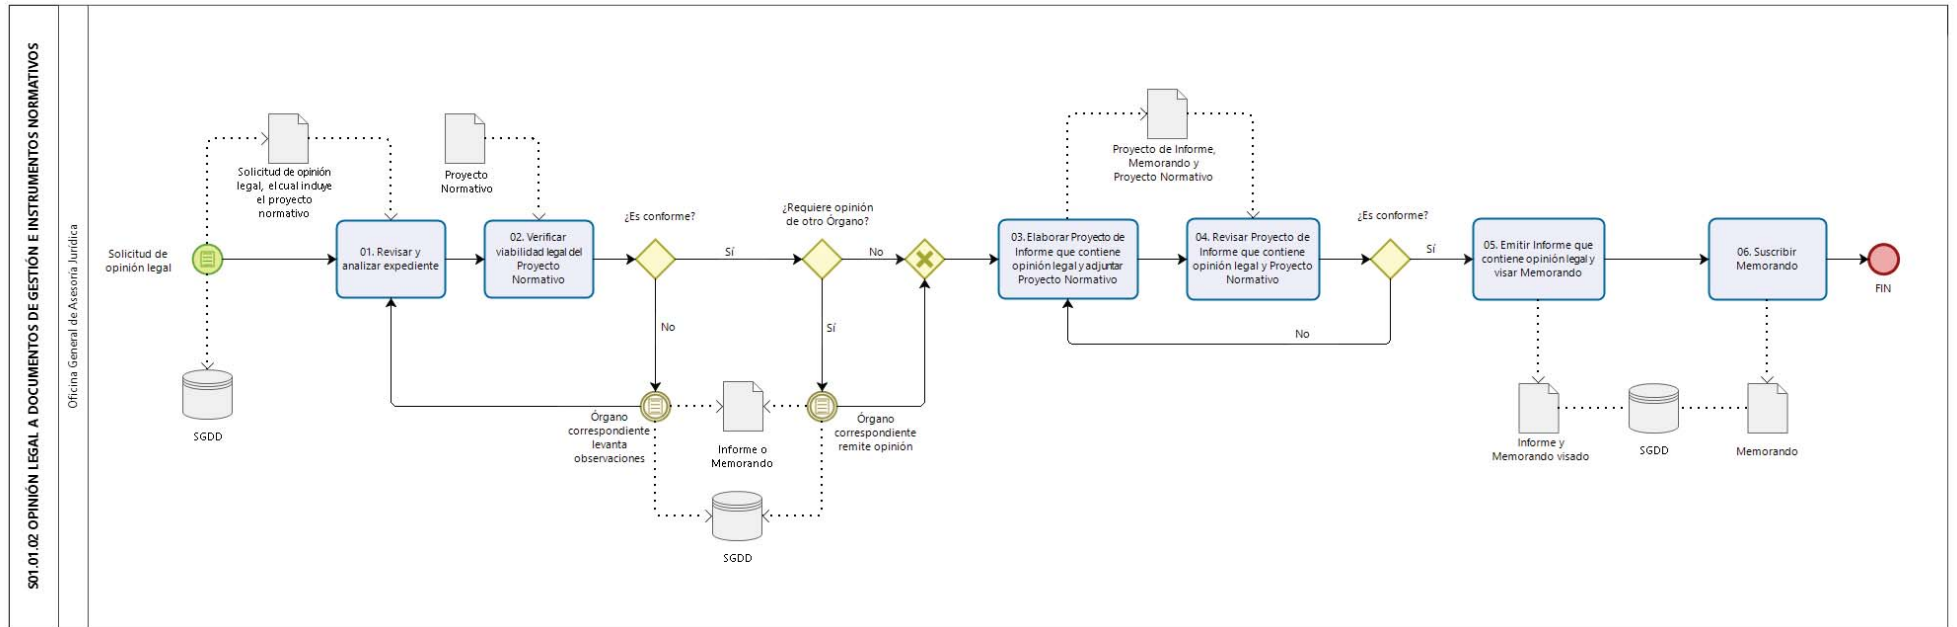 S01.01.02 OPINIÓN LEGAL A DOCUMENTOS DE GESTIÓN E INSTRUMENTOS NORMATIVOS
Oficina General de Asesoría Jurídica
Solicitud de
opinión legal
SGDD
Solicitud de opinión
legal, el cual incluye
el proyecto
normativo
01. Revisar y
analizar expediente
Proyecto
Normativo
02. Verificar
viabilidad legal del
Proyecto
Normativo
¿Es conforme?
Sí
No
Órgano
correspondiente
levanta
observaciones
Informe o
Memorando
SGDD
¿Requiere opinión
de otro Órgano?
No
Sí
Órgano
correspondiente
remite opinión
03. Elaborar Proyecto de
Informe que contiene
opinión legal y adjuntar
Proyecto Normativo
Proyecto de Informe,
Memorando y
Proyecto Normativo
04. Revisar Proyecto de
Informe que contiene
opinión legal y Proyecto
Normativo
¿Es conforme?
Sí
No
05. Emitir Informe que
contiene opinión legal y
visar Memorando
Informe y
Memorando visado
SGDD
06. Suscribir
Memorando
Memorando
FIN